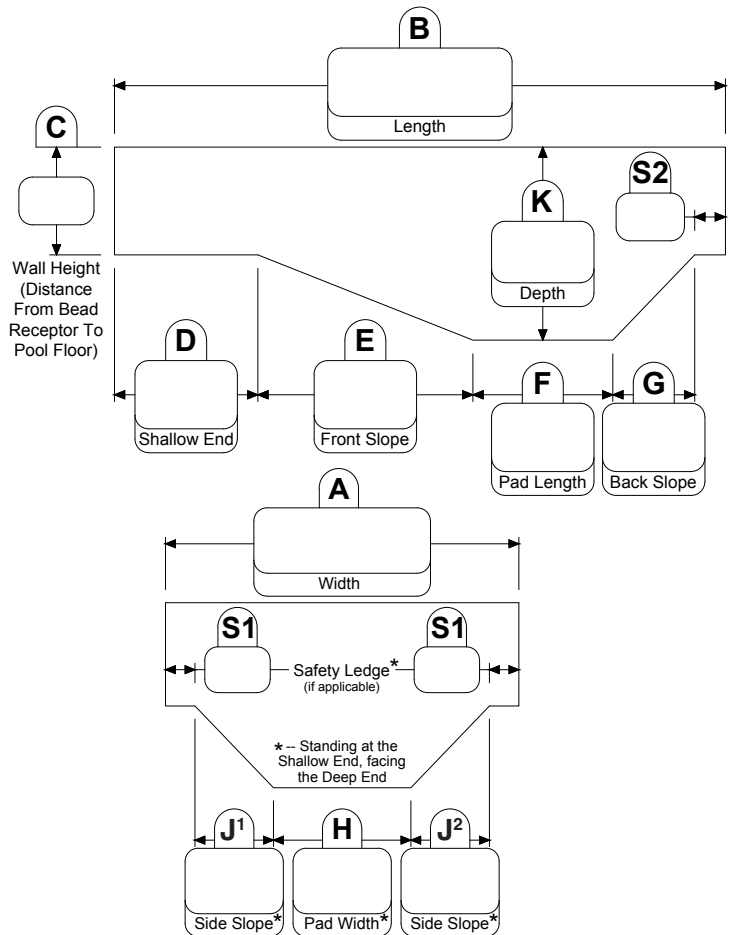 B
Length
C
S2
K
Wall Height
(Distance
From Bead
Receptor To
Pool Floor)
Depth
D
E
F
G
Shallow End
Front Slope
Pad Length
Back Slope
A
Width
S1
S1
Safety Ledge*
(if applicable)
* -- Standing at the
Shallow End, facing
the Deep End
J¹
H
J²
Side Slope*
Pad Width*
Side Slope*